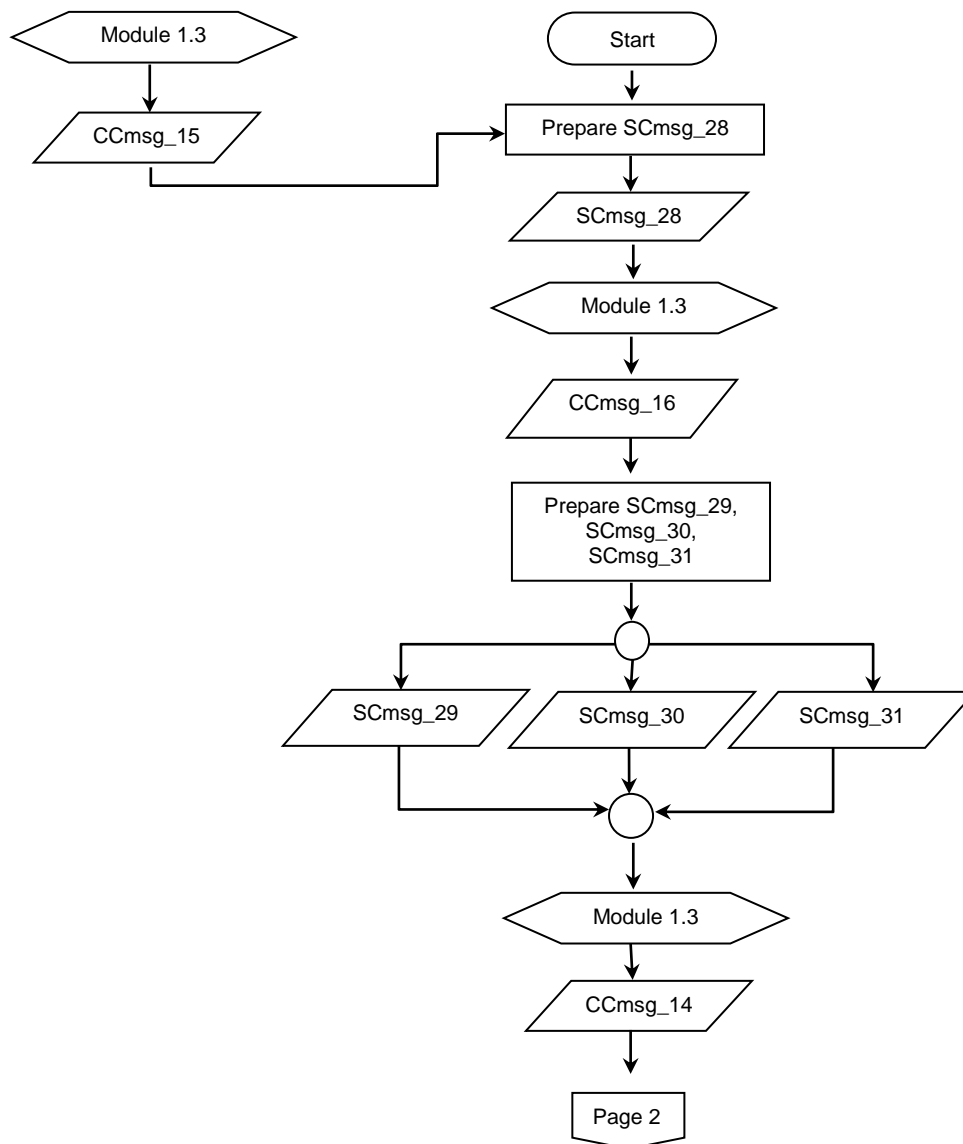 Module 1.3
Start
CCmsg_15
Prepare SCmsg_28
SCmsg_28
Module 1.3
CCmsg_16
Prepare SCmsg_29,
SCmsg_30,
SCmsg_31
SCmsg_29
SCmsg_30
SCmsg_31
Module 1.3
CCmsg_14
Page 2